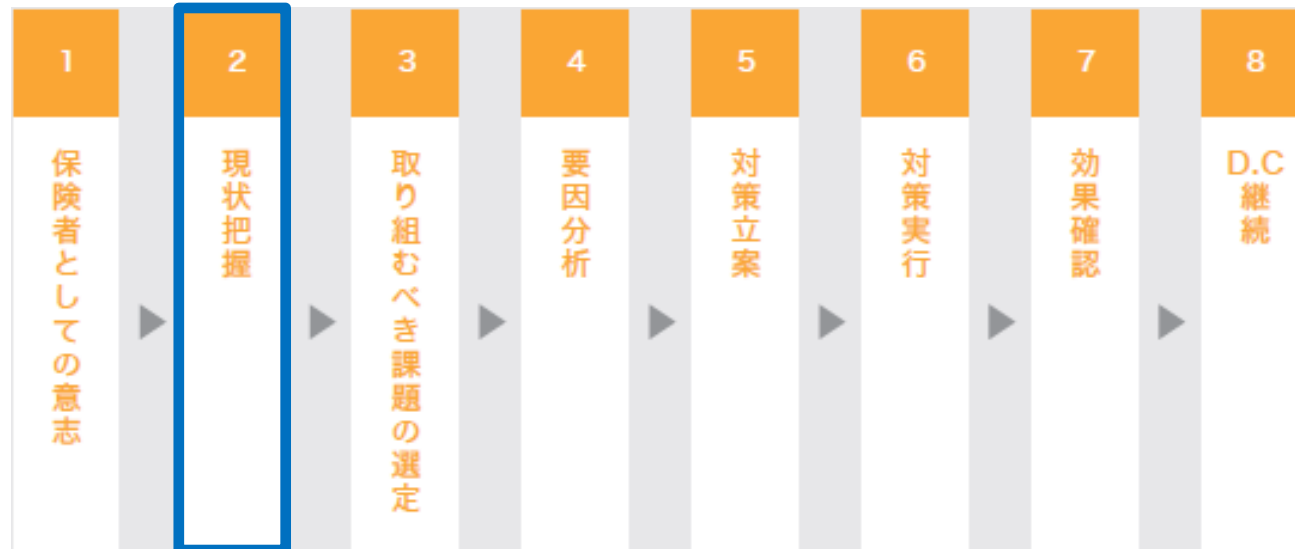 1
保険者としての意志
2
現状把握
3
取り組むべき課題の選定
4
要因分析
5
対策立案
6
対策実行
7
効果確認
8
D.C
継続